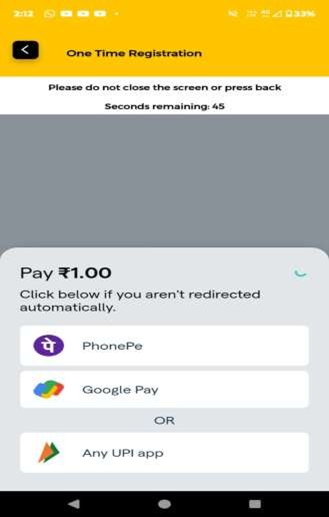 2:12 33%
One Time Registration
Please do not close the screen or press back
Seconds remaining: 45
Pay ₹1.00
Click below if you aren't redirected
automatically.
पे PhonePe
Google Pay
OR
Any UPI app